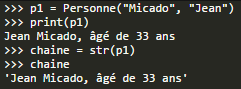 >>> p1 = Personne("Micado", "Jean")
>>> print(p1)
Jean Micado, âgé de 33 ans
>>> chaine = str(p1)
>>> chaine
'Jean Micado, âgé de 33 ans'